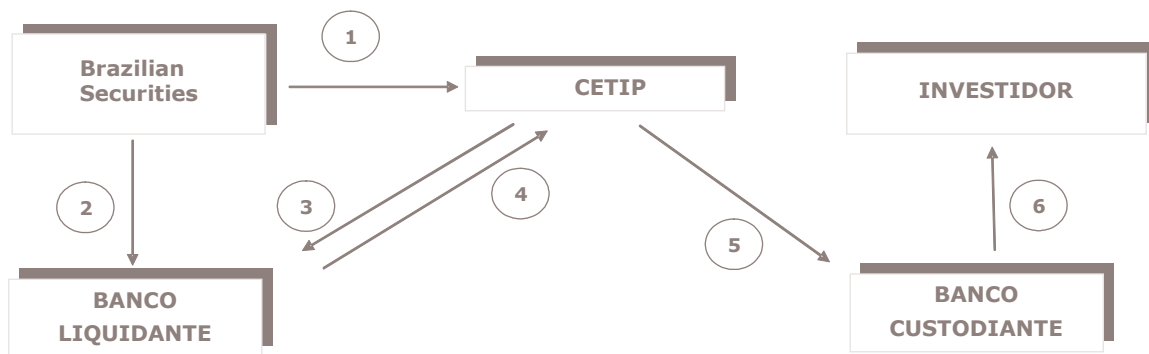 1
Brazilian
Securities
CETIP
INVESTIDOR
2
3
4
5
6
BANCO
LIQUIDANTE
BANCO
CUSTODIANTE